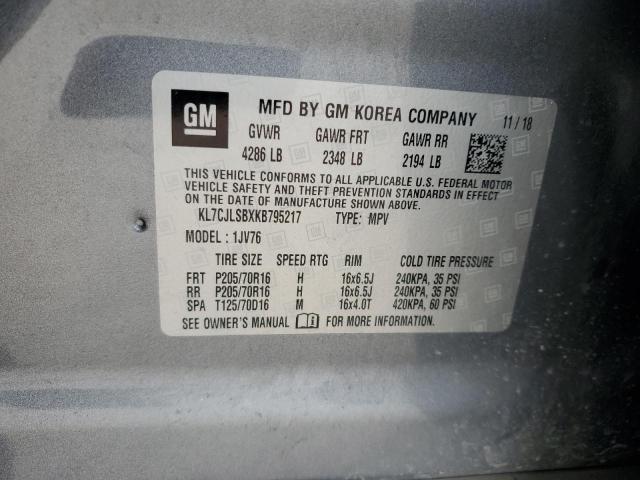 GM
MFD BY GM KOREA COMPANY 11 / 18
GVWR GAWR FRT GAWR RR
4286 LB 2348 LB 2194 LB
THIS VEHICLE CONFORMS TO ALL APPLICABLE U.S. FEDERAL MOTOR
VEHICLE SAFETY AND THEFT PREVENTION STANDARDS IN EFFECT
ON THE DATE OF MANUFACTURE SHOWN ABOVE.
KL7CJLSBXKB795217 TYPE: MPV
MODEL : 1JV76
TIRE SIZE SPEED RTG RIM COLD TIRE PRESSURE
FRT P205/70R16 H 16x6.5J 240KPA, 35 PSI
RR P205/70R16 H 16x6.5J 240KPA, 35 PSI
SPA T125/70D16 M 16x4.0T 420KPA, 60 PSI
SEE OWNER'S MANUAL FOR MORE INFORMATION.